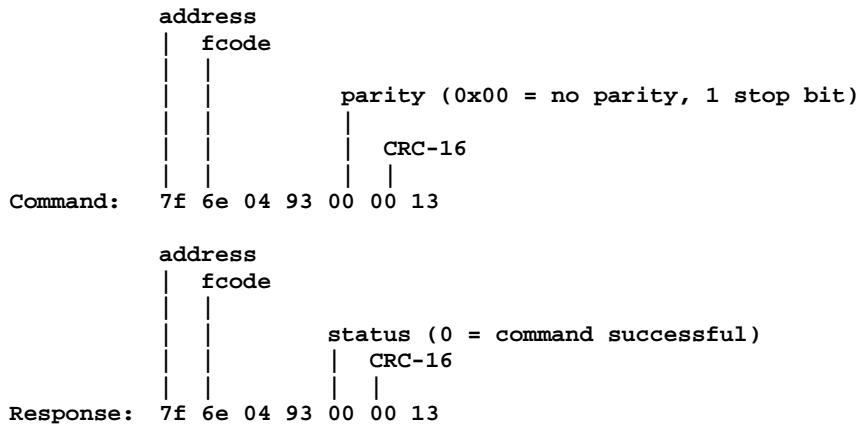 address
| fcode
| |
| | parity (0x00 = no parity, 1 stop bit)
| | |
| | | CRC-16
| | | |
Command: 7f 6e 04 93 00 00 13
address
| fcode
| |
| | status (0 = command successful)
| | | CRC-16
| | | |
Response: 7f 6e 04 93 00 00 13